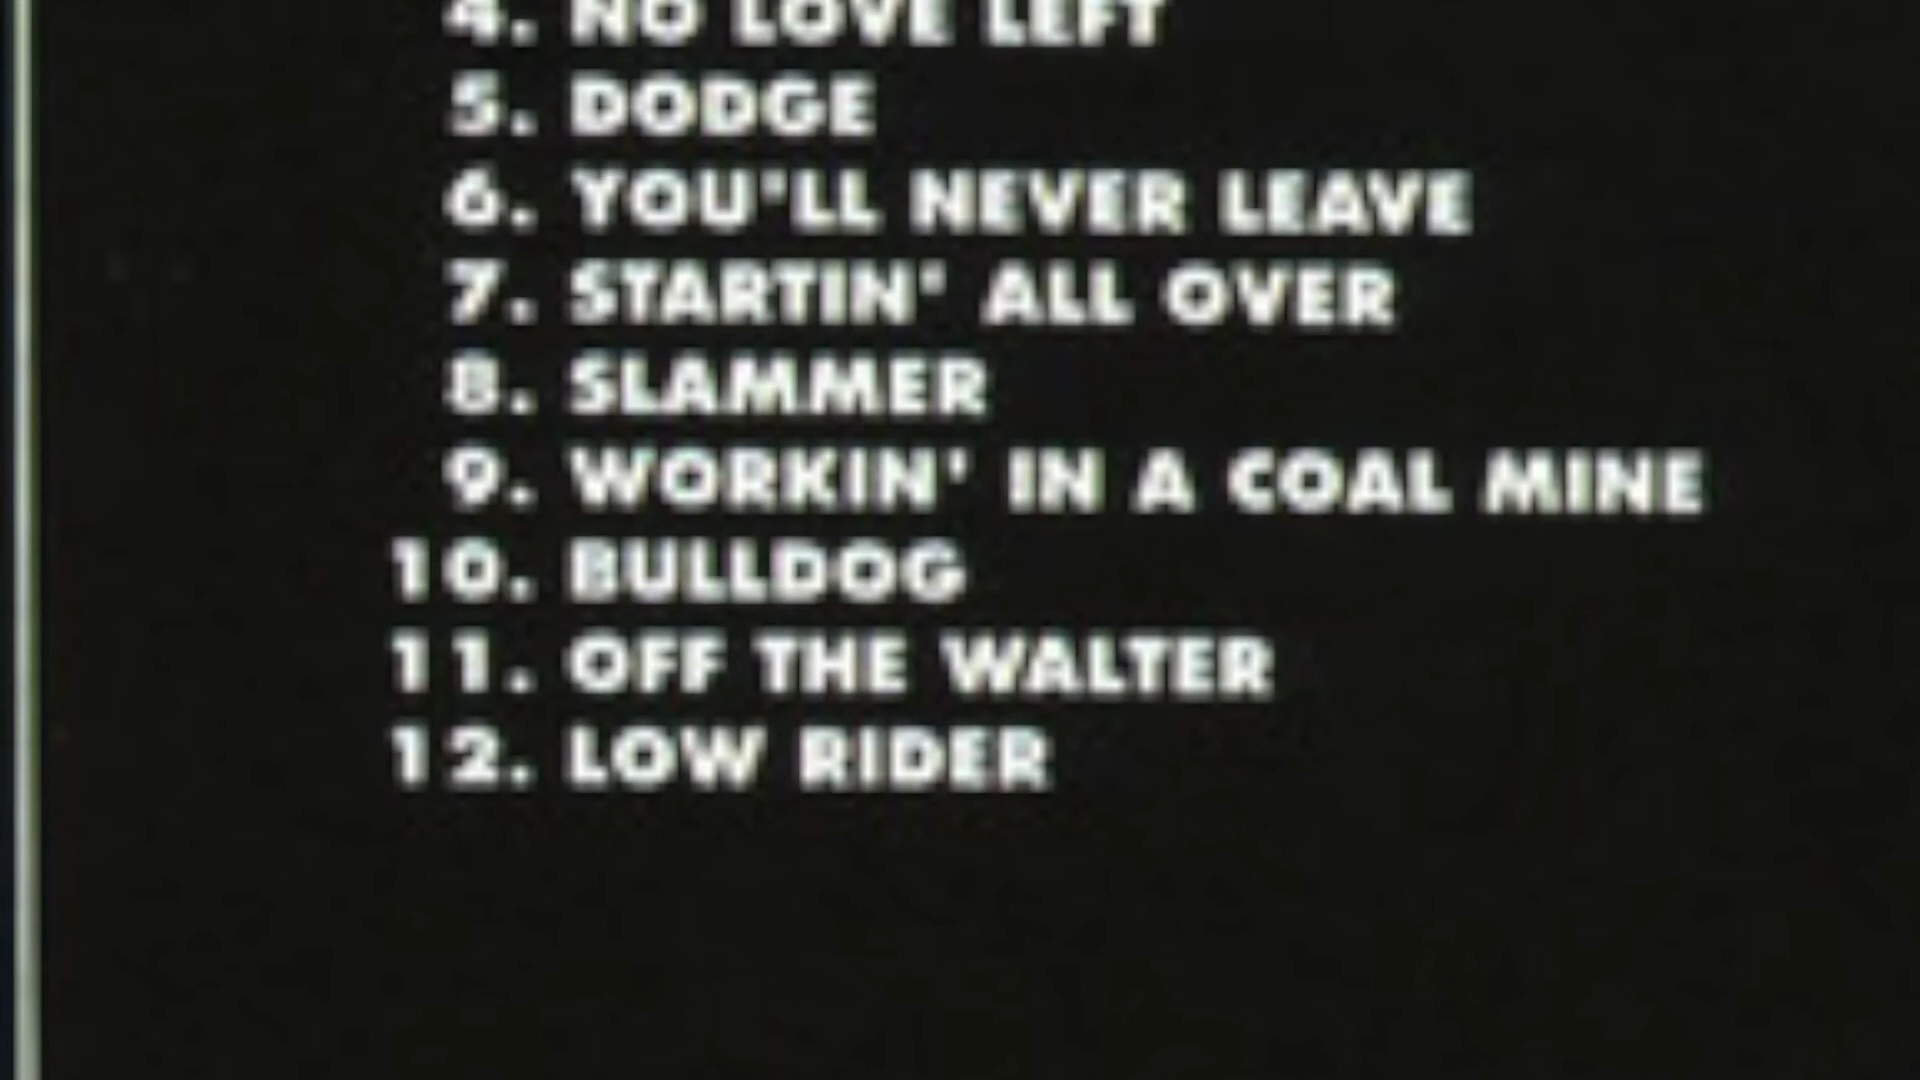 4. NO LOVE LEFT
5. DODGE
6. YOU'LL NEVER LEAVE
7. STARTIN' ALL OVER
8. SLAMMER
9. WORKIN' IN A COAL MINE
10. BULLDOG
11. OFF THE WALTER
12. LOW RIDER